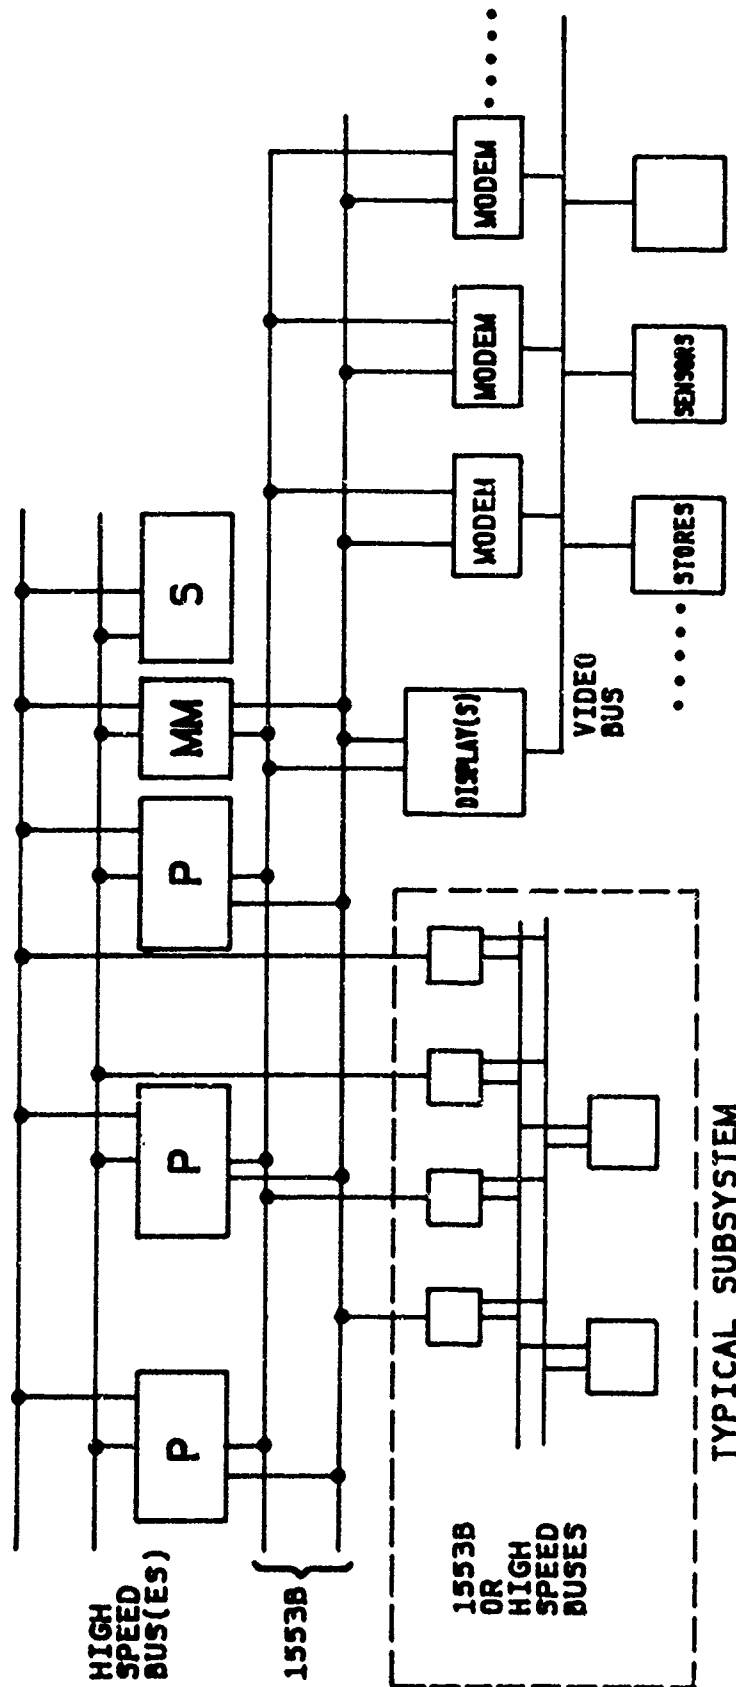 HIGH
SPEED
BUS(ES)
P
P
P
MM
S
1553B
1553B
OR
HIGH
SPEED
BUSES
TYPICAL SUBSYSTEM
DISPLAY(S)
MODEM
MODEM
MODEM
VIDEO
BUS
STORES
SENSORS